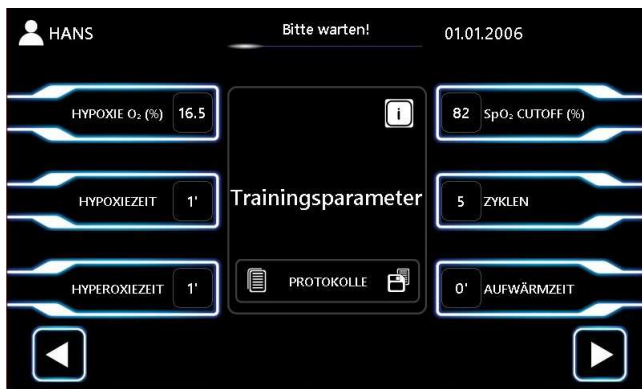 HANS
Bitte warten!
01.01.2006
HYPOXIE O₂ (%) 16.5
82 SpO₂ CUTOFF (%)
i
Trainingsparameter
HYPOXIEZEIT 1'
5 ZYKLEN
HYPEROXIEZEIT 1'
PROTOKOLLE
0' AUFWÄRMZEIT